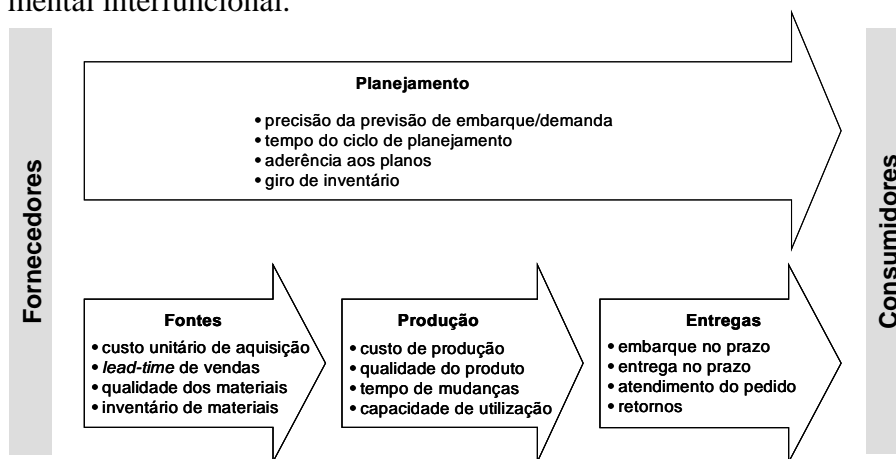 mental interfuncional.
Fornecedores
Planejamento
• precisão da previsão de embarque/demanda
• tempo do ciclo de planejamento
• aderência aos planos
• giro de inventário
Fontes
• custo unitário de aquisição
• lead-time de vendas
• qualidade dos materiais
• inventário de materiais
Produção
• custo de produção
• qualidade do produto
• tempo de mudanças
• capacidade de utilização
Entregas
• embarque no prazo
• entrega no prazo
• atendimento do pedido
• retornos
Consumidores